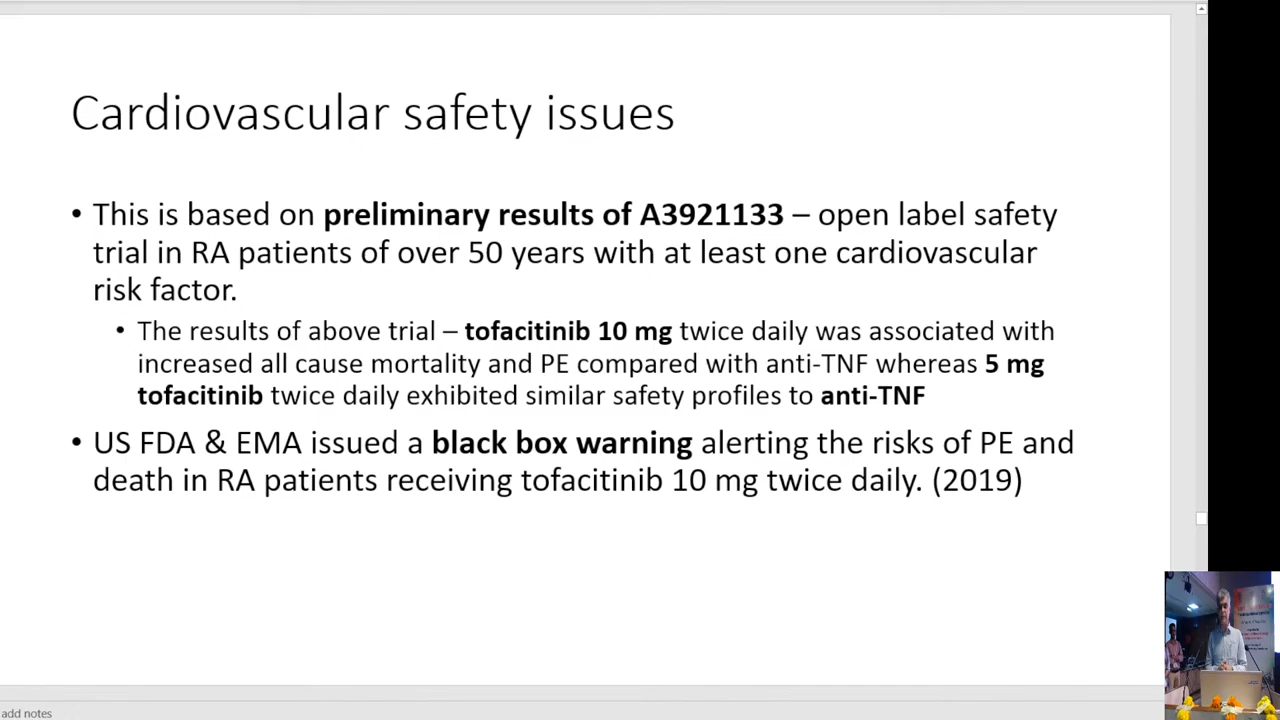 Cardiovascular safety issues
• This is based on preliminary results of A3921133 – open label safety
trial in RA patients of over 50 years with at least one cardiovascular
risk factor.
• The results of above trial – tofacitinib 10 mg twice daily was associated with
increased all cause mortality and PE compared with anti-TNF whereas 5 mg
tofacitinib twice daily exhibited similar safety profiles to anti-TNF
• US FDA & EMA issued a black box warning alerting the risks of PE and
death in RA patients receiving tofacitinib 10 mg twice daily. (2019)
add notes